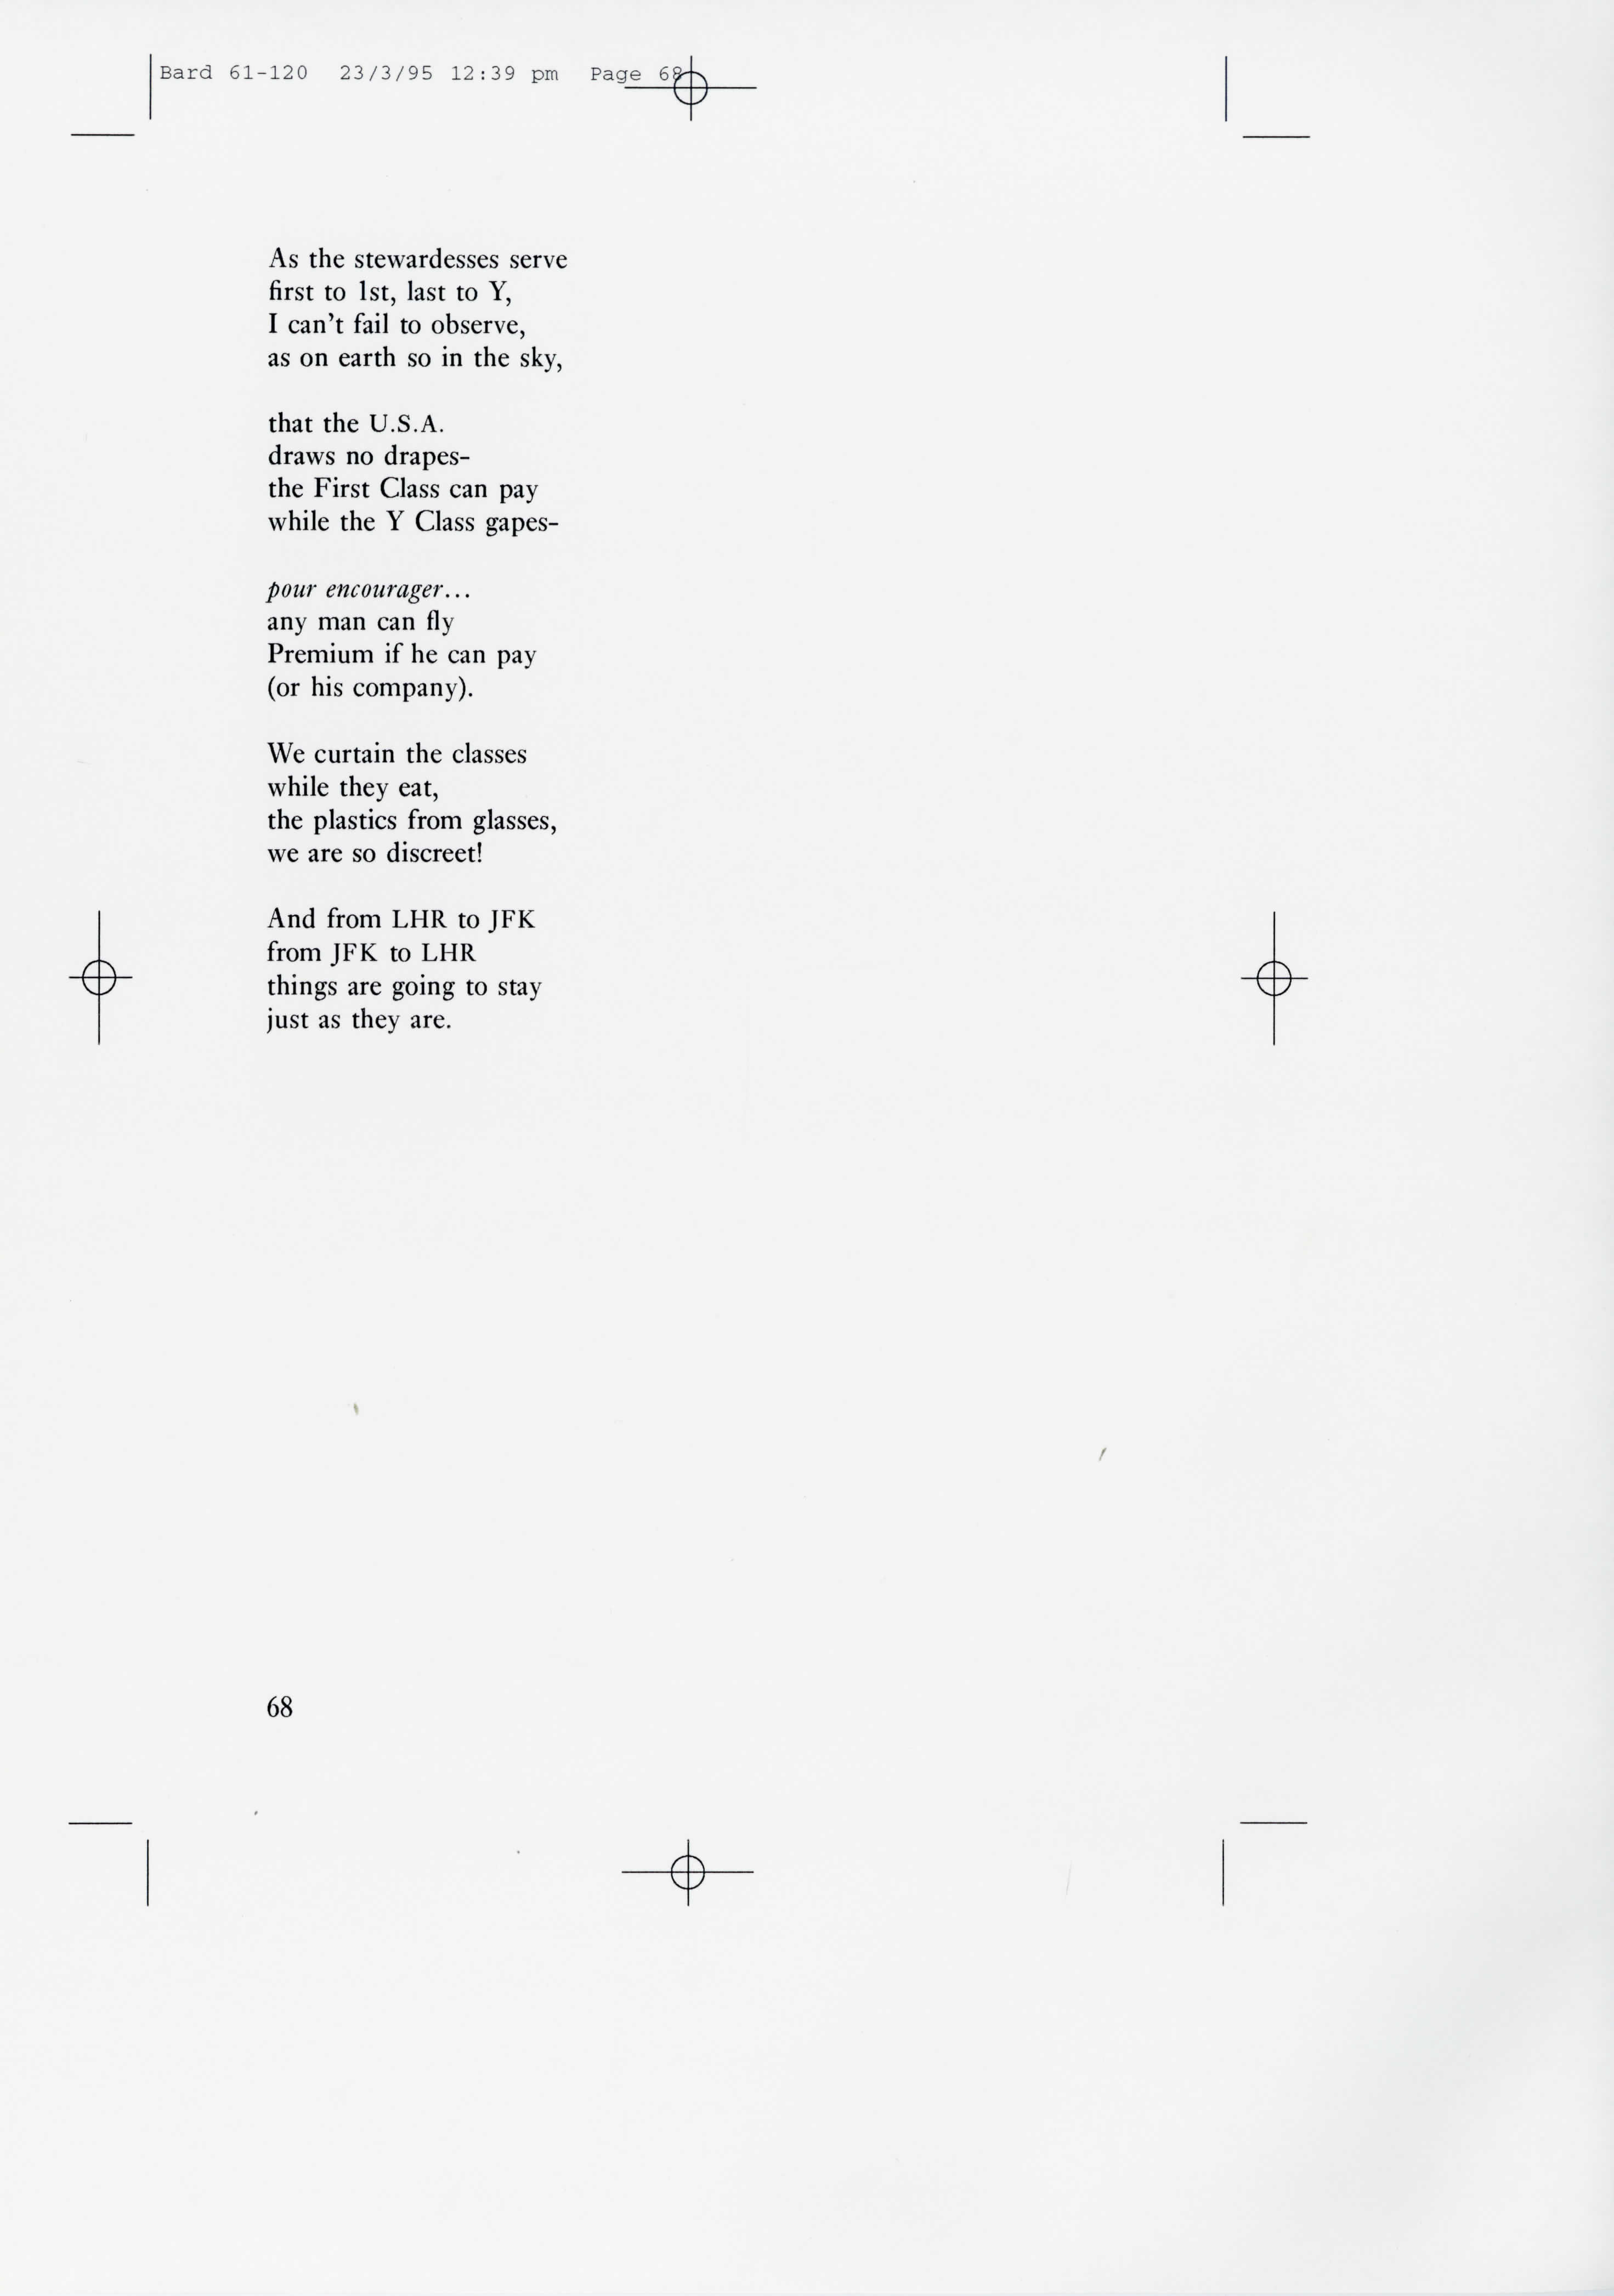 Bard 61-120 23/3/95 12:39 pm Page 68
As the stewardesses serve
first to 1st, last to Y,
I can't fail to observe,
as on earth so in the sky,
that the U.S.A.
draws no drapes-
the First Class can pay
while the Y Class gapes-
pour encourager...
any man can fly
Premium if he can pay
(or his company).
We curtain the classes
while they eat,
the plastics from glasses,
we are so discreet!
And from LHR to JFK
from JFK to LHR
things are going to stay
just as they are.
68